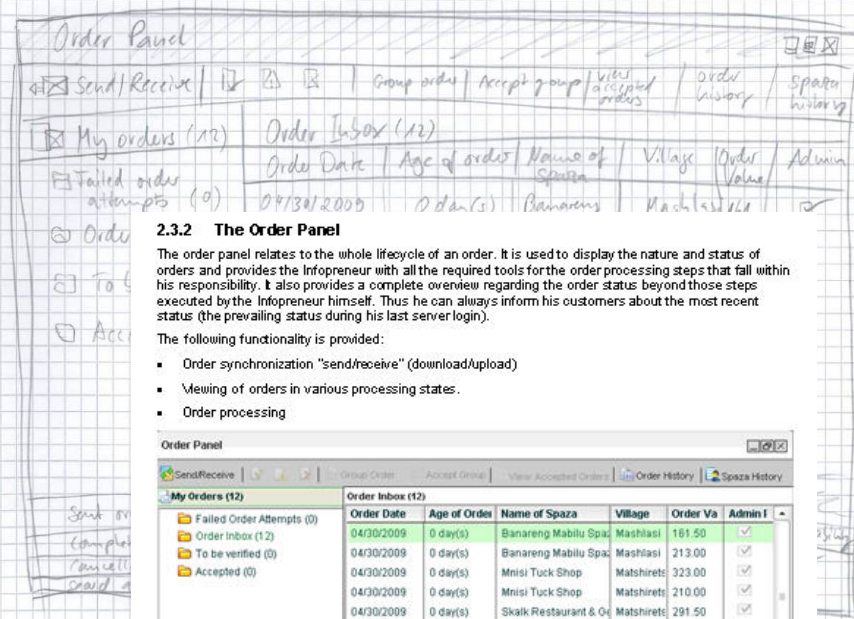 Order Panel
Send/Receive | Group order | Accept group | view accepted orders | Order history | Spaza history
My orders (12) Order Inbox (12)
Order Date | Age of order | Name of Spaza | Village | Order Value | Admin
Failed order attempts (0)
04/30/2009 0 day(s) Banareng
2.3.2 The Order Panel
The order panel relates to the whole lifecycle of an order. It is used to display the nature and status of
orders and provides the Infopreneur with all the required tools for the order processing steps that fall within
his responsibility. It also provides a complete overview regarding the order status beyond those steps
executed by the Infopreneur himself. Thus he can always inform his customers about the most recent
status (the prevailing status during his last server login).
The following functionality is provided:
▪ Order synchronization "send/receive" (download/upload)
▪ Viewing of orders in various processing states.
▪ Order processing
Order Panel
Send/Receive | Group Order Accept Group | View Accepted Orders | Order History | Spaza History
My Orders (12) Order Inbox (12)
Order Date Age of Order Name of Spaza Village Order Va Admin
Failed Order Attempts (0)
04/30/2009 0 day(s) Banareng Mabilu Spaz Mashlasi 161.50
Order Inbox (12)
04/30/2009 0 day(s) Banareng Mabilu Spaz Mashlasi 213.00
To be verified (0)
04/30/2009 0 day(s) Mnisi Tuck Shop Matshirets 323.00
Accepted (0)
04/30/2009 0 day(s) Mnisi Tuck Shop Matshirets 210.00
04/30/2009 0 day(s) Skalk Restaurant & Ge Matshirets 291.50